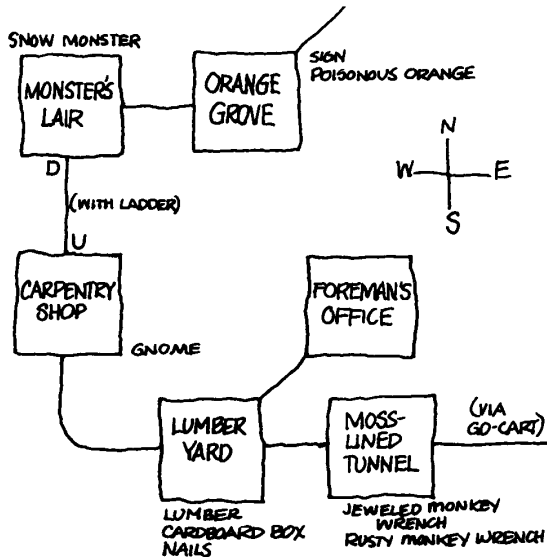 SNOW MONSTER
MONSTER'S
LAIR
ORANGE
GROVE
SIGN
POISONOUS ORANGE
N
W
E
S
D
(WITH LADDER)
U
CARPENTRY
SHOP
GNOME
FOREMAN'S
OFFICE
LUMBER
YARD
MOSS-
LINED
TUNNEL
(VIA
GO-CART)
LUMBER
CARDBOARD BOX
NAILS
JEWELED MONKEY
WRENCH
RUSTY MONKEY WRENCH